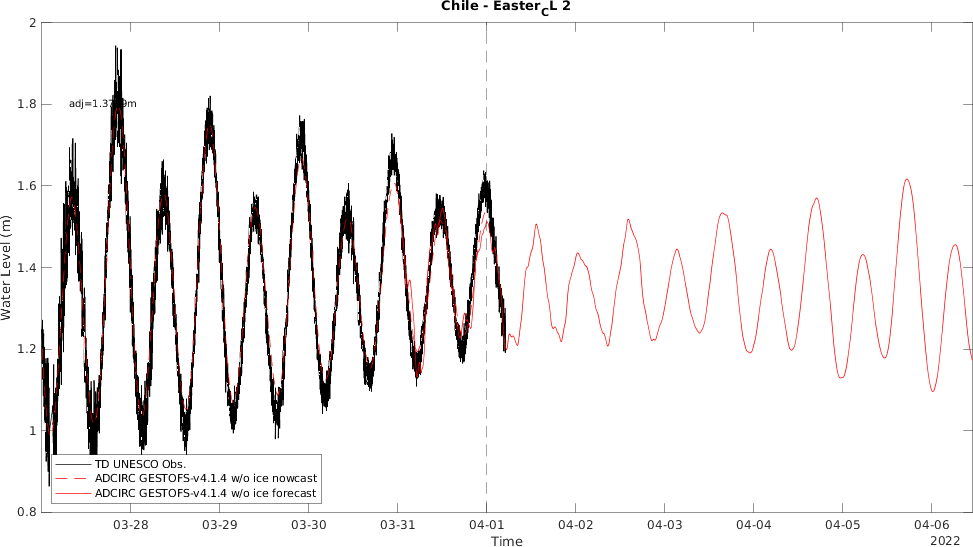 Chile - Easter_CL 2
2
1.8
1.6
1.4
1.2
1
0.8
Water Level (m)
TD UNESCO Obs.
ADCIRC GESTOFS-v4.1.4 w/o ice nowcast
ADCIRC GESTOFS-v4.1.4 w/o ice forecast
03-28 03-29 03-30 03-31 04-01 04-02 04-03 04-04 04-05 04-06
Time
2022